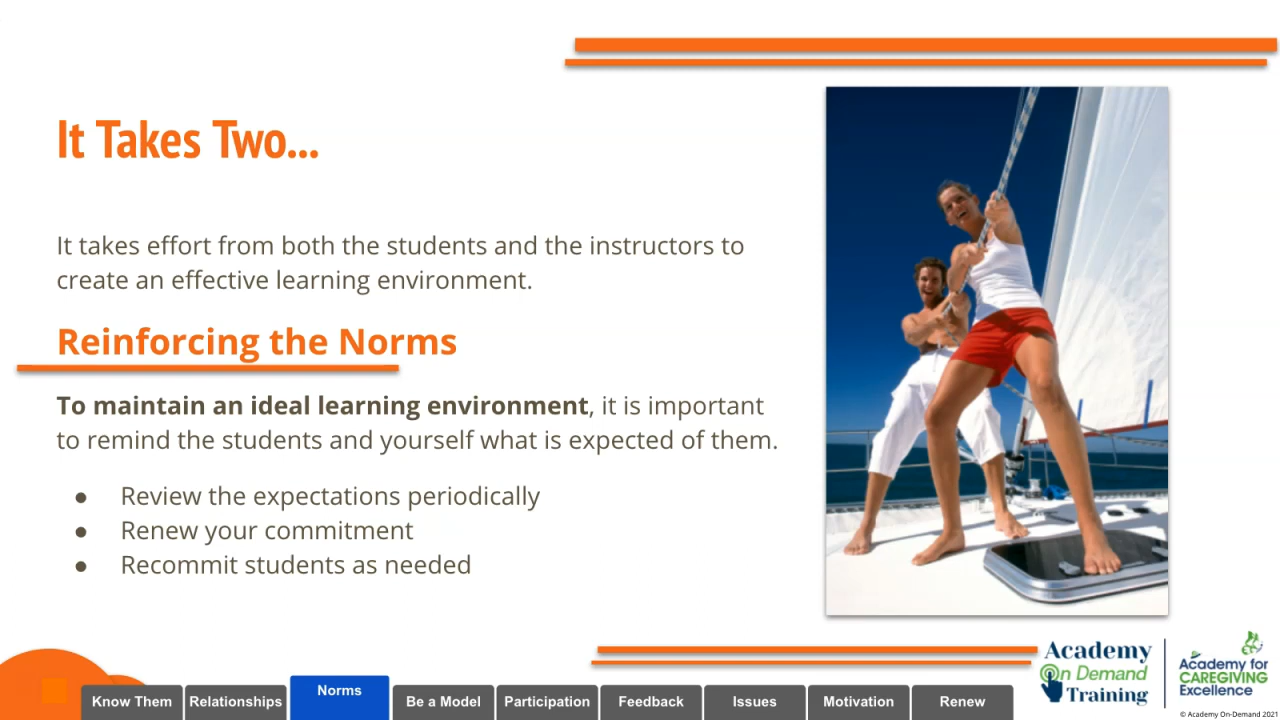 It Takes Two...
It takes effort from both the students and the instructors to
create an effective learning environment.
Reinforcing the Norms
To maintain an ideal learning environment, it is important
to remind the students and yourself what is expected of them.
● Review the expectations periodically
● Renew your commitment
● Recommit students as needed
Know Them
Relationships
Norms
Be a Model
Participation
Feedback
Issues
Motivation
Renew
Academy
On Demand
Training
Academy for
CAREGIVING
Excellence
© Academy On-Demand 2021